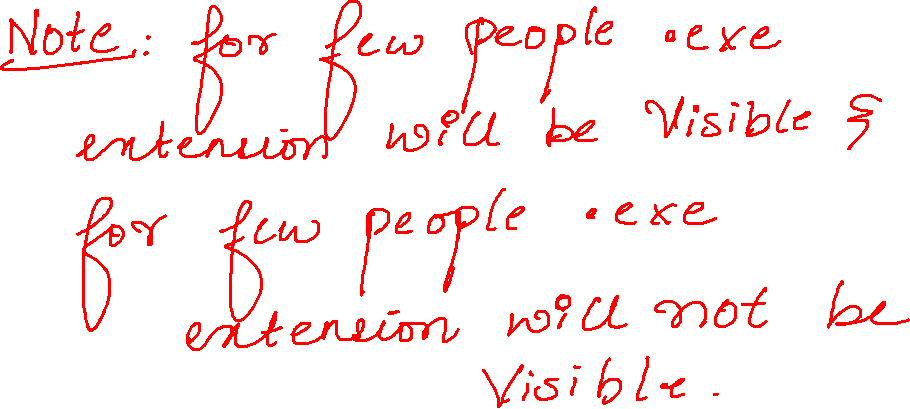 Note: for few people .exe
extension will be Visible &
for few people .exe
extension will not be
Visible.